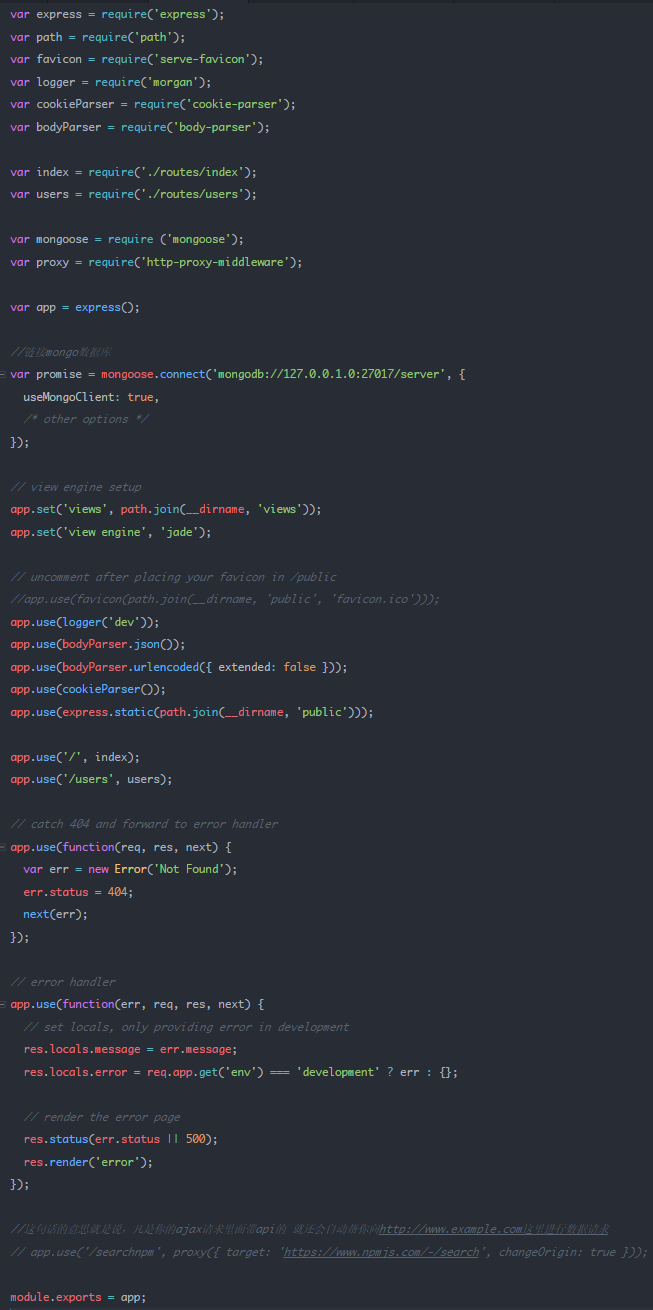 var express = require('express');
var path = require('path');
var favicon = require('serve-favicon');
var logger = require('morgan');
var cookieParser = require('cookie-parser');
var bodyParser = require('body-parser');

var index = require('./routes/index');
var users = require('./routes/users');

var mongoose = require ('mongoose');
var proxy = require('http-proxy-middleware');

var app = express();

//链接mongo数据库
var promise = mongoose.connect('mongodb://127.0.0.1.0:27017/server', {
  useMongoClient: true,
  /* other options */
});

// view engine setup
app.set('views', path.join(__dirname, 'views'));
app.set('view engine', 'jade');

// uncomment after placing your favicon in /public
//app.use(favicon(path.join(__dirname, 'public', 'favicon.ico')));
app.use(logger('dev'));
app.use(bodyParser.json());
app.use(bodyParser.urlencoded({ extended: false }));
app.use(cookieParser());
app.use(express.static(path.join(__dirname, 'public')));

app.use('/', index);
app.use('/users', users);

// catch 404 and forward to error handler
app.use(function(req, res, next) {
  var err = new Error('Not Found');
  err.status = 404;
  next(err);
});

// error handler
app.use(function(err, req, res, next) {
  // set locals, only providing error in development
  res.locals.message = err.message;
  res.locals.error = req.app.get('env') === 'development' ? err : {};

  // render the error page
  res.status(err.status || 500);
  res.render('error');
});

//这句话的意思就是说，凡是你的ajax请求里面带api的 就还会自动帮你向http://www.example.com这里进行数据请求
// app.use('/searchnpm', proxy({ target: 'https://www.npmjs.com/-/search', changeOrigin: true }));

module.exports = app;